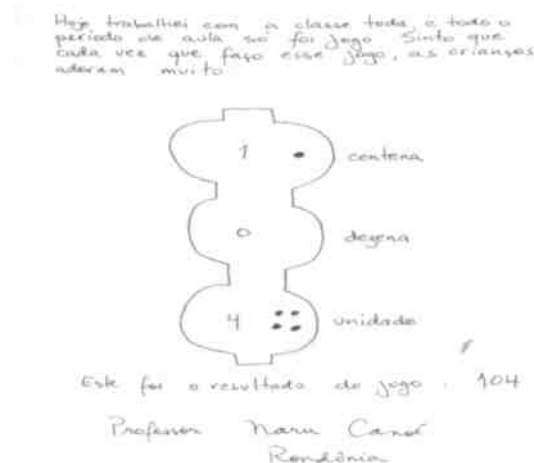 Hoje trabalhei com a classe toda, e todo o
período de aula só foi jogo Sinto que
cada vez que faço esse jogo, as crianças
adoram muito
1 centena
0 dezena
4 unidade
Este foi o resultado do jogo. 104
Professor Naru Canoé
Rondônia